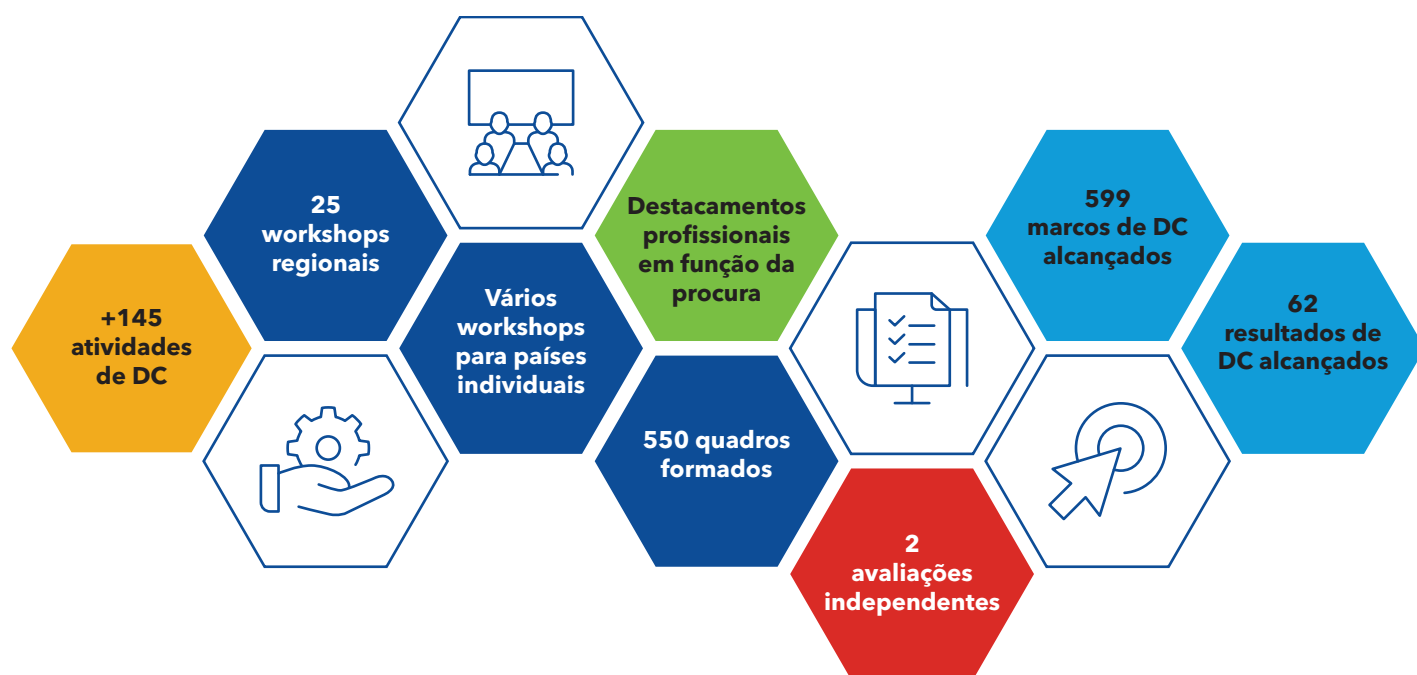 +145
atividades
de DC
25
workshops
regionais
Vários
workshops
para países
individuais
Destacamentos
profissionais
em função da
procura
550 quadros
formados
2
avaliações
independentes
599
marcos de DC
alcançados
62
resultados de
DC alcançados